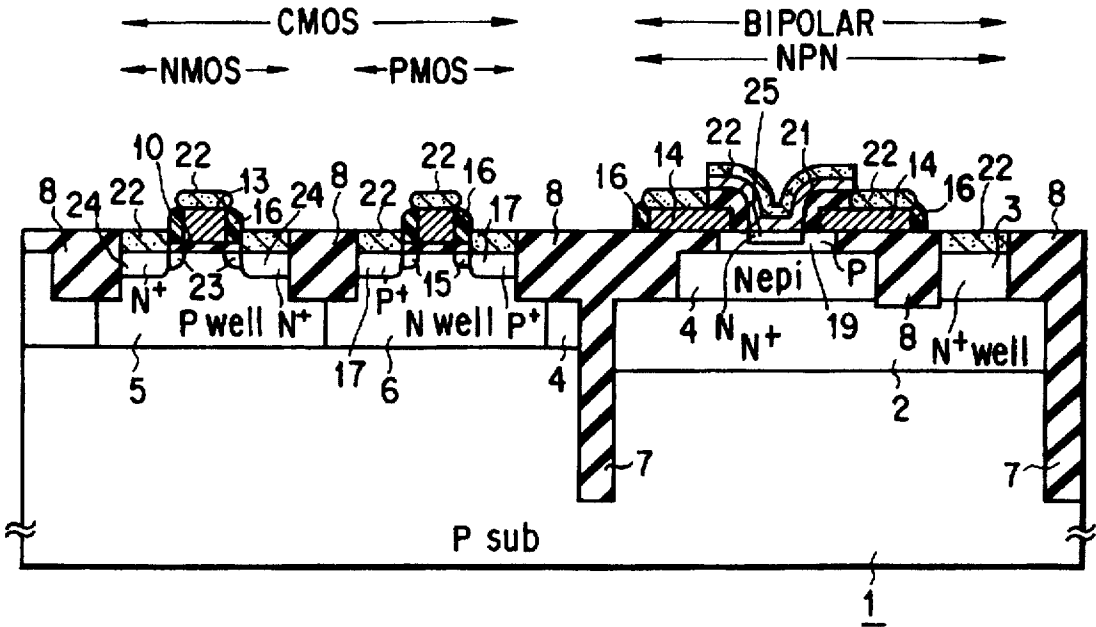 CMOS BIPOLAR
NMOS PMOS NPN
25
22 22 22 21
10 13 14 22 14
8 22 24 8 22 16 8 16 16 22 8
24 16 17 3
N+ 23 P+ 15 Nepi P
P well N+ N well P+ 4 N 19 8
N+ N+ well
5 17 6 4 2
7 7
P sub
1